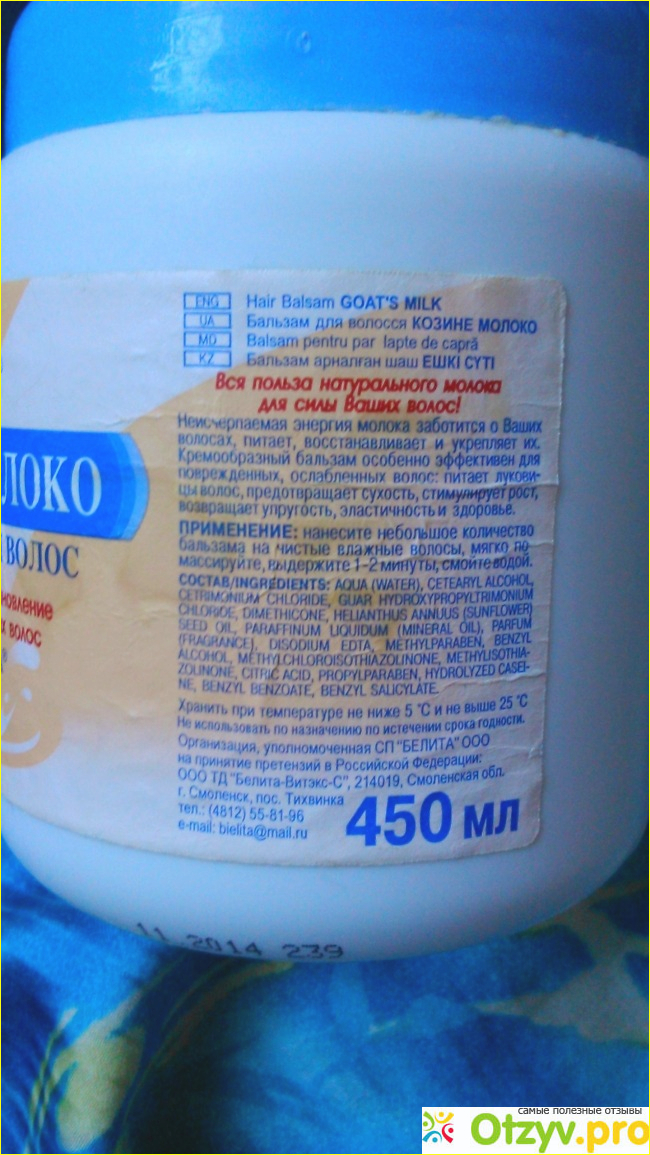 ENG Hair Balsam GOAT'S MILK
UA Бальзам для волосся КОЗИНЕ МОЛОКО
MD Balsam pentru par lapte de capră
KZ Бальзам арналған шаш ЕШКІ СҮТІ
Вся польза натурального молока
для силы Ваших волос!
Неисчерпаемая энергия молока заботится о Ваших
волосах, питает, восстанавливает и укрепляет их.
Кремообразный бальзам особенно эффективен для
поврежденных, ослабленных волос: питает лукови-
цы волос, предотвращает сухость, стимулирует рост,
возвращает упругость, эластичность и здоровье.
ПРИМЕНЕНИЕ: нанесите небольшое количество
бальзама на чистые влажные волосы, мягко по-
массируйте, выдержите 1-2 минуты, смойте водой.
СОСТАВ/INGREDIENTS: AQUA (WATER), CETEARYL ALCOHOL,
CETRIMONIUM CHLORIDE, GUAR HYDROXYPROPYLTRIMONIUM
CHLORIDE, DIMETHICONE, HELIANTHUS ANNUUS (SUNFLOWER)
SEED OIL, PARAFFINUM LIQUIDUM (MINERAL OIL), PARFUM
(FRAGRANCE), DISODIUM EDTA, METHYLPARABEN, BENZYL
ALCOHOL, METHYLCHLOROISOTHIAZOLINONE, METHYLISOTHIA-
ZOLINONE, CITRIC ACID, PROPYLPARABEN, HYDROLYZED CASEI-
NE, BENZYL BENZOATE, BENZYL SALICYLATE.
Хранить при температуре не ниже 5 °С и не выше 25 °С
Не использовать по назначению по истечении срока годности.
Организация, уполномоченная СП "БЕЛИТА" ООО
на принятие претензий в Российской Федерации:
ООО ТД "Белита-Витэкс-С", 214019, Смоленская обл.
г. Смоленск, пос. Тихвинка
тел.: (4812) 55-81-96
e-mail: bielita@mail.ru
450 мл
ЛОКО
ВОЛОС
новление
х волос
®
11.2014 239
самые полезные отзывы
Otzyv.pro